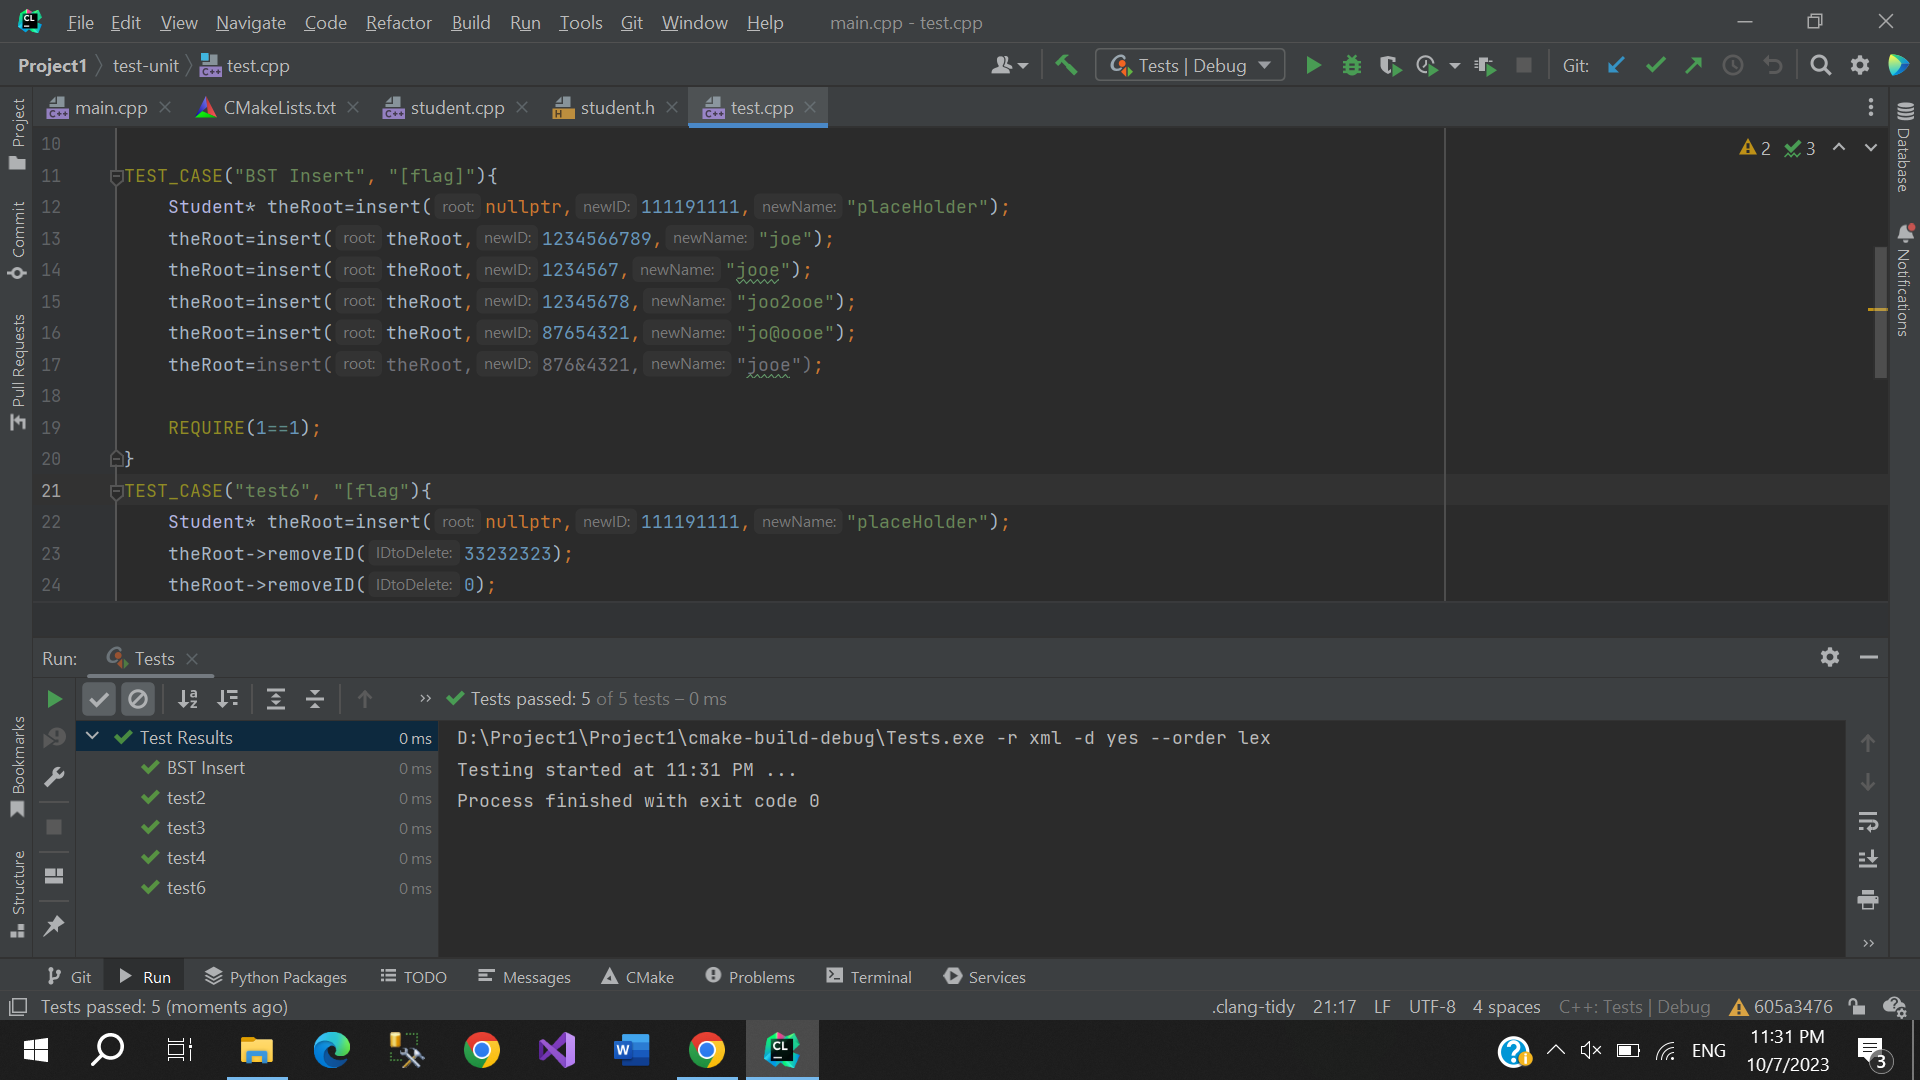 File Edit View Navigate Code Refactor Build Run Tools Git Window Help main.cpp - test.cpp
Project1 test-unit test.cpp Tests | Debug Git:
main.cpp CMakeLists.txt student.cpp student.h test.cpp
2 3
10
11 TEST_CASE("BST Insert", "[flag]"){
12 Student* theRoot=insert( root: nullptr, newID: 111191111, newName: "placeHolder");
13 theRoot=insert( root: theRoot, newID: 1234566789, newName: "joe");
14 theRoot=insert( root: theRoot, newID: 1234567, newName: "jooe");
15 theRoot=insert( root: theRoot, newID: 12345678, newName: "joo2ooe");
16 theRoot=insert( root: theRoot, newID: 87654321, newName: "jo@oooe");
17 theRoot=insert( root: theRoot, newID: 876&4321, newName: "jooe");
18
19 REQUIRE(1==1);
20 }
21 TEST_CASE("test6", "[flag"){
22 Student* theRoot=insert( root: nullptr, newID: 111191111, newName: "placeHolder");
23 theRoot->removeID( IDtoDelete: 33232323);
24 theRoot->removeID( IDtoDelete: 0);
Project
Commit
Pull Requests
Bookmarks
Structure
Database
Notifications
Run: Tests
Tests passed: 5 of 5 tests – 0 ms
Test Results 0 ms
BST Insert 0 ms
test2 0 ms
test3 0 ms
test4 0 ms
test6 0 ms
D:\Project1\Project1\cmake-build-debug\Tests.exe -r xml -d yes --order lex
Testing started at 11:31 PM ...
Process finished with exit code 0
Git Run Python Packages TODO Messages CMake Problems Terminal Services
Tests passed: 5 (moments ago) .clang-tidy 21:17 LF UTF-8 4 spaces C++: Tests | Debug 605a3476
ENG 11:31 PM
10/7/2023 3